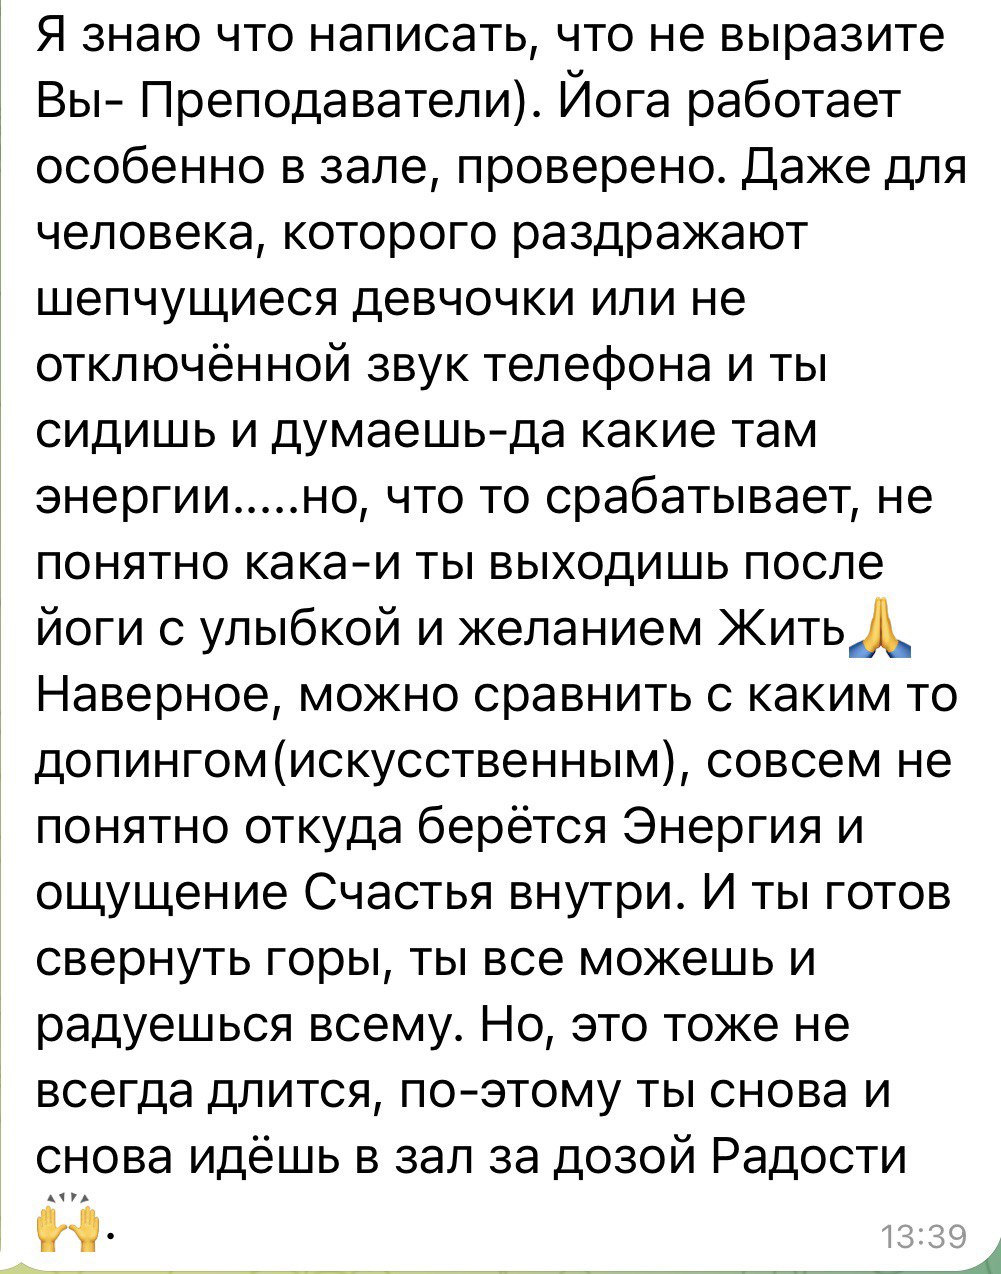 Я знаю что написать, что не выразите
Вы- Преподаватели). Йога работает
особенно в зале, проверено. Даже для
человека, которого раздражают
шепчущиеся девчочки или не
отключённой звук телефона и ты
сидишь и думаешь-да какие там
энергии.....но, что то срабатывает, не
понятно кака-и ты выходишь после
йоги с улыбкой и желанием Жить🙏
Наверное, можно сравнить с каким то
допингом(искусственным), совсем не
понятно откуда берётся Энергия и
ощущение Счастья внутри. И ты готов
свернуть горы, ты все можешь и
радуешься всему. Но, это тоже не
всегда длится, по-этому ты снова и
снова идёшь в зал за дозой Радости
🙌.
13:39